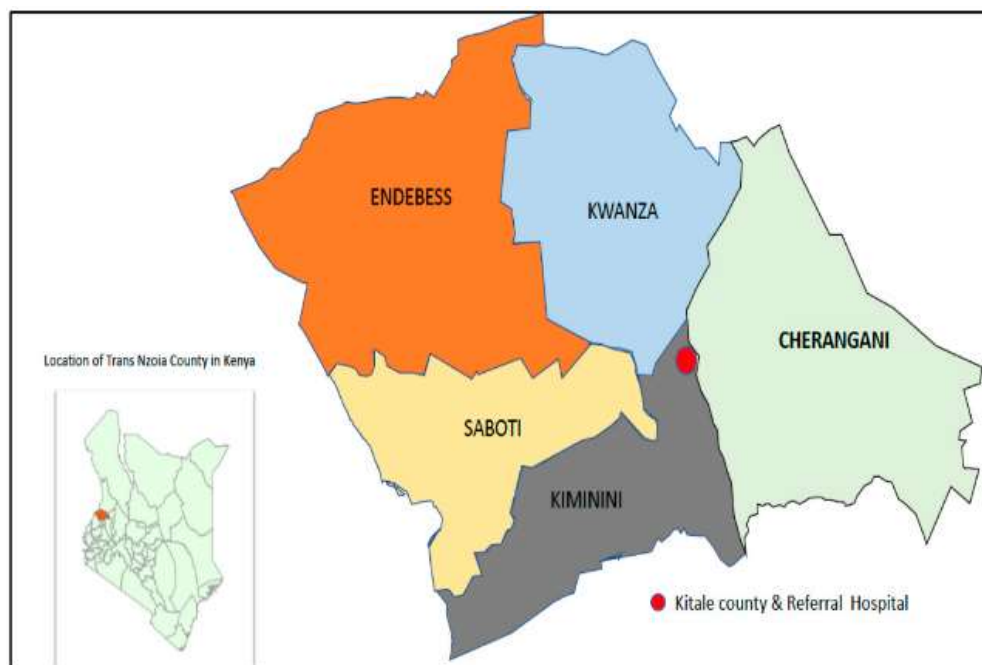 ENDEBESS
KWANZA
CHERANGANI
Location of Trans Nzoia County in Kenya
SABOTI
KIMININI
Kitale county & Referral Hospital